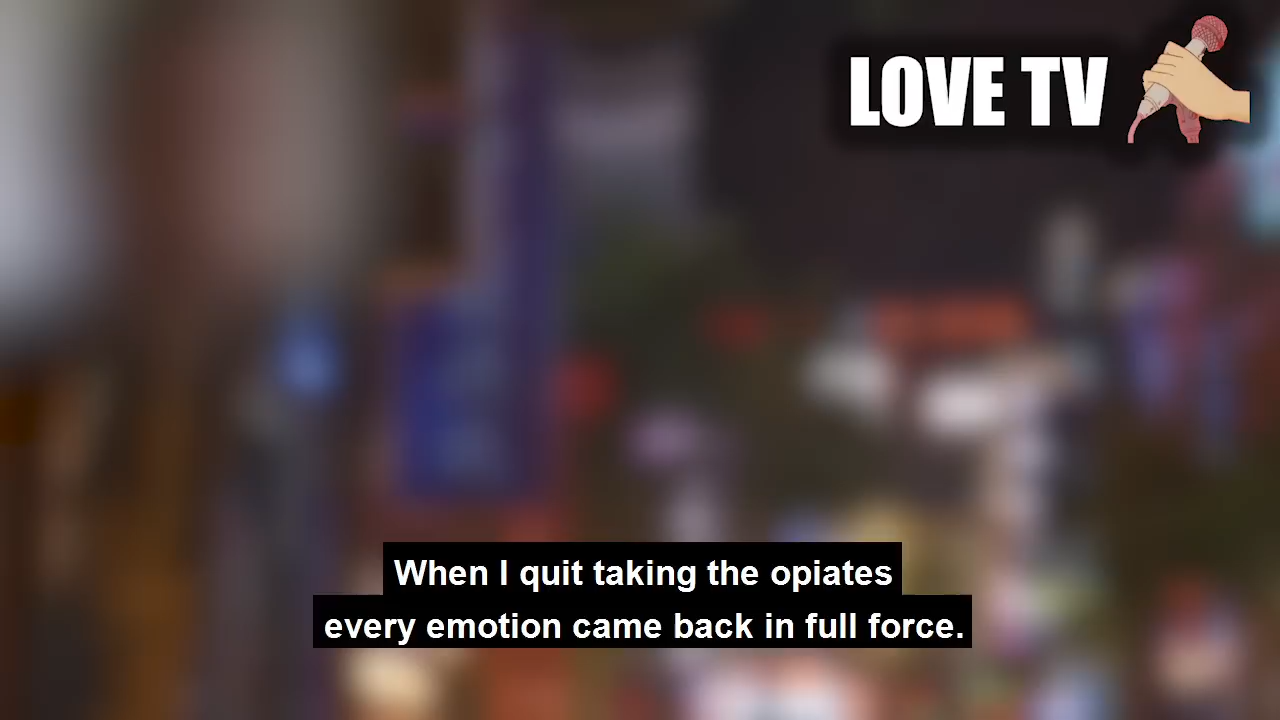 LOVE TV
When I quit taking the opiates
every emotion came back in full force.